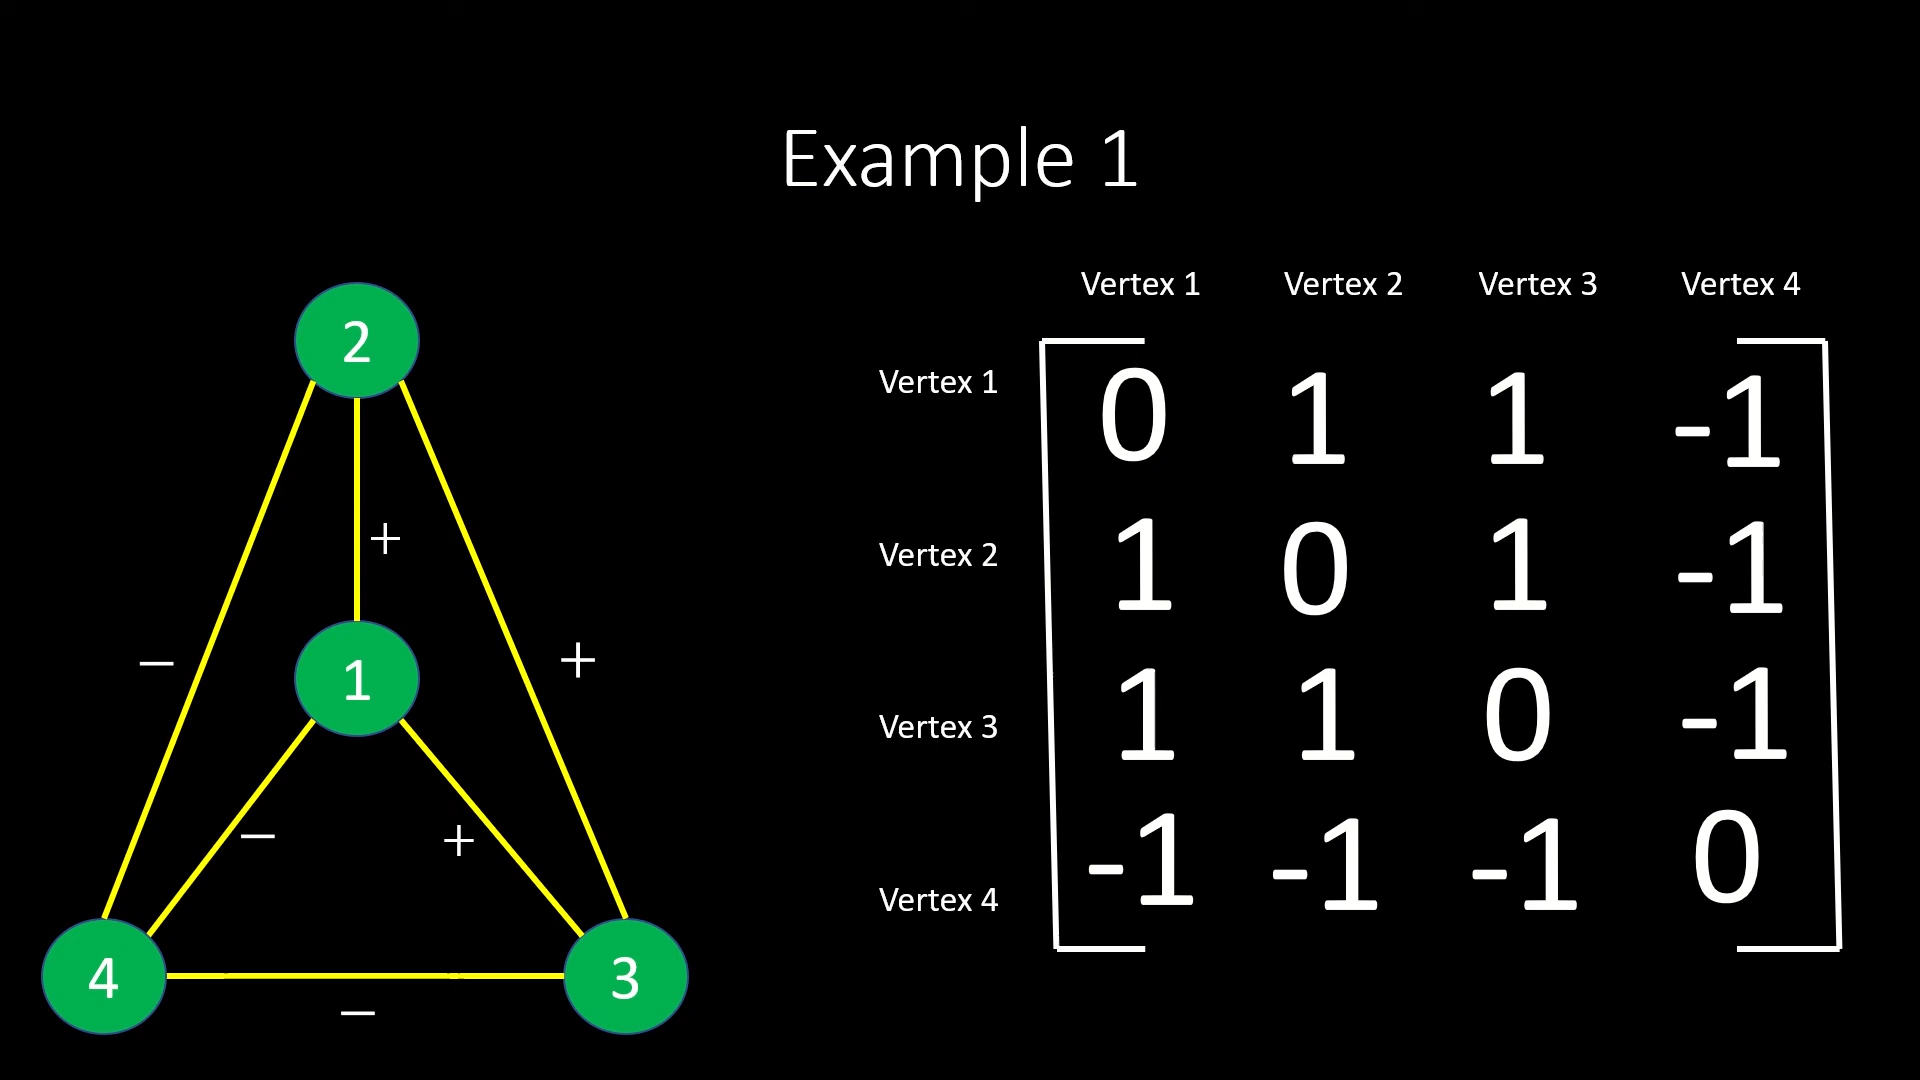 Example 1
Vertex 1 Vertex 2 Vertex 3 Vertex 4
Vertex 1 0 1 1 -1
Vertex 2 1 0 1 -1
Vertex 3 1 1 0 -1
Vertex 4 -1 -1 -1 0
2
+
− +
1
− +
4 3
−